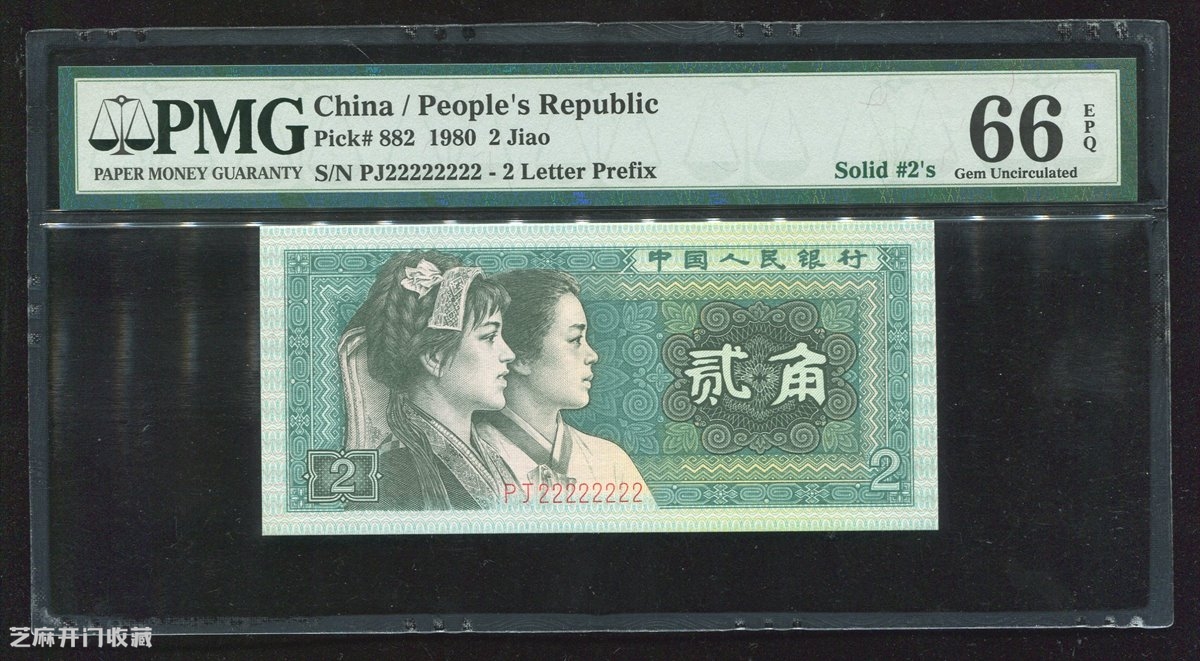 PMG
PAPER MONEY GUARANTY
China / People's Republic
Pick# 882 1980 2 Jiao
S/N PJ22222222 - 2 Letter Prefix
Solid #2's
66
EPQ
Gem Uncirculated
中国人民银行
贰角
2
2
PJ22222222
芝麻开门收藏